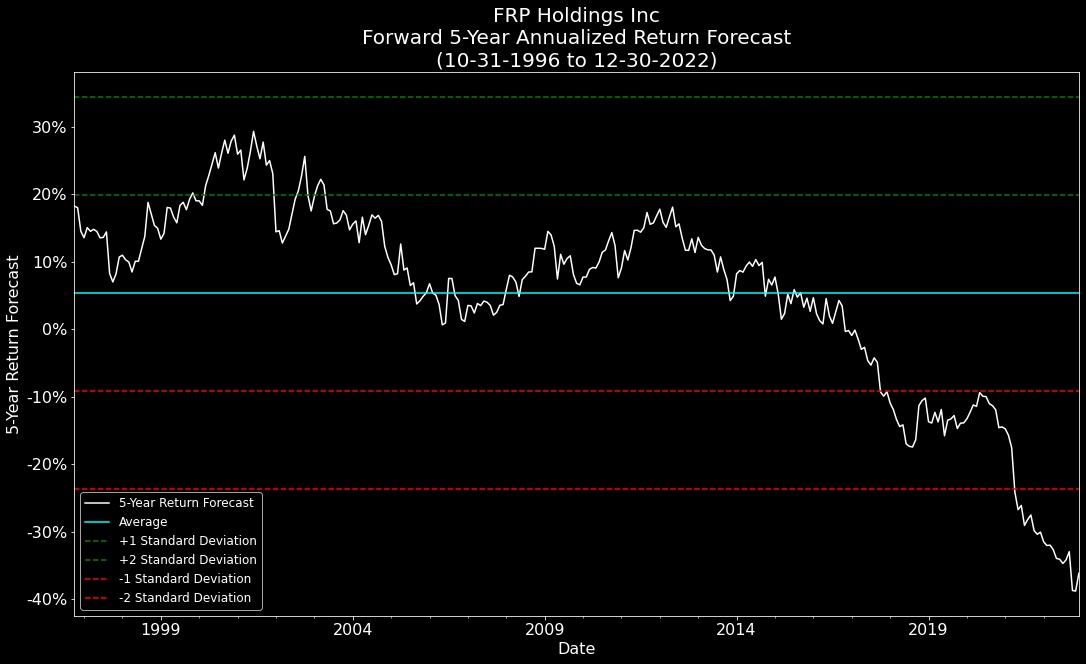 FRP Holdings Inc
Forward 5-Year Annualized Return Forecast
(10-31-1996 to 12-30-2022)
5-Year Return Forecast
30%
20%
10%
0%
-10%
-20%
-30%
-40%
5-Year Return Forecast
Average
+1 Standard Deviation
+2 Standard Deviation
-1 Standard Deviation
-2 Standard Deviation
1999
2004
2009
2014
2019
Date